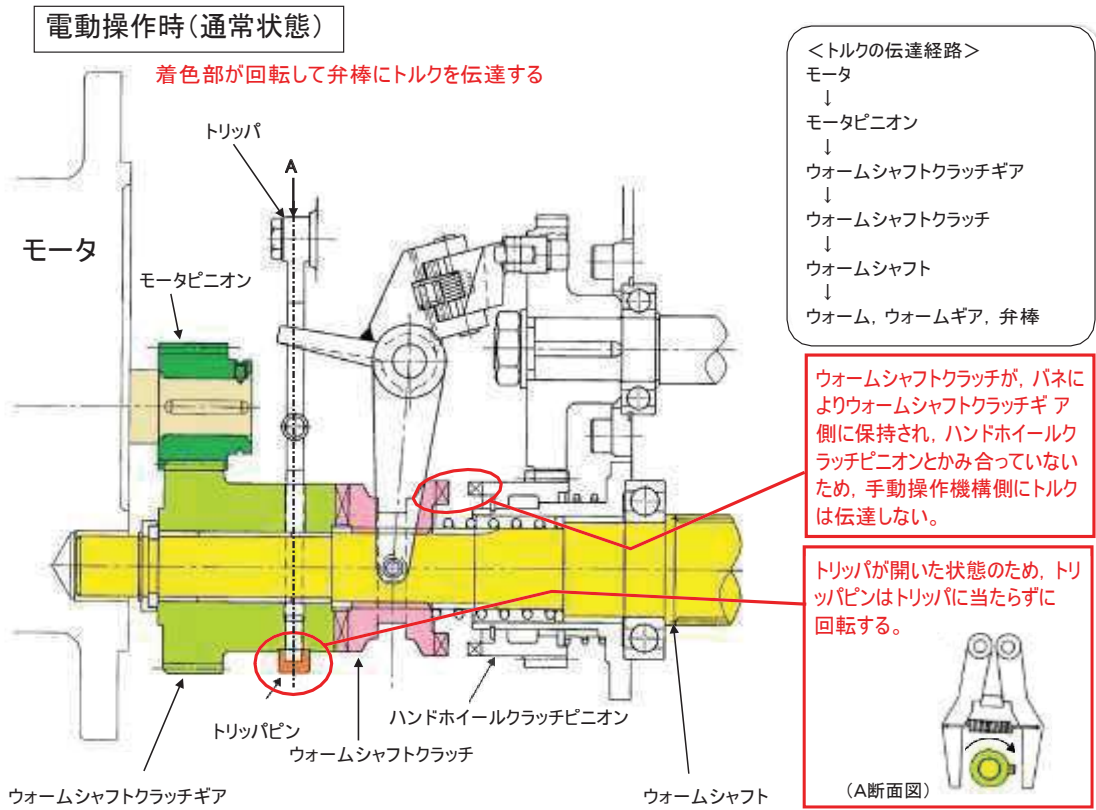 電動操作時(通常状態)
着色部が回転して弁棒にトルクを伝達する
＜トルクの伝達経路＞
モータ
↓
モータピニオン
↓
ウォームシャフトクラッチギア
↓
ウォームシャフトクラッチ
↓
ウォームシャフト
↓
ウォーム，ウォームギア，弁棒
トリッパ
A
モータ
モータピニオン
ウォームシャフトクラッチが，バネに
よりウォームシャフトクラッチギ ア
側に保持され，ハンドホイールク
ラッチピニオンとかみ合っていない
ため，手動操作機構側にトルク
は伝達しない。
トリッパが開いた状態のため，トリ
ッパピンはトリッパに当たらずに
回転する。
(A断面図)
トリッパピン
ハンドホイールクラッチピニオン
ウォームシャフトクラッチ
ウォームシャフトクラッチギア
ウォームシャフト